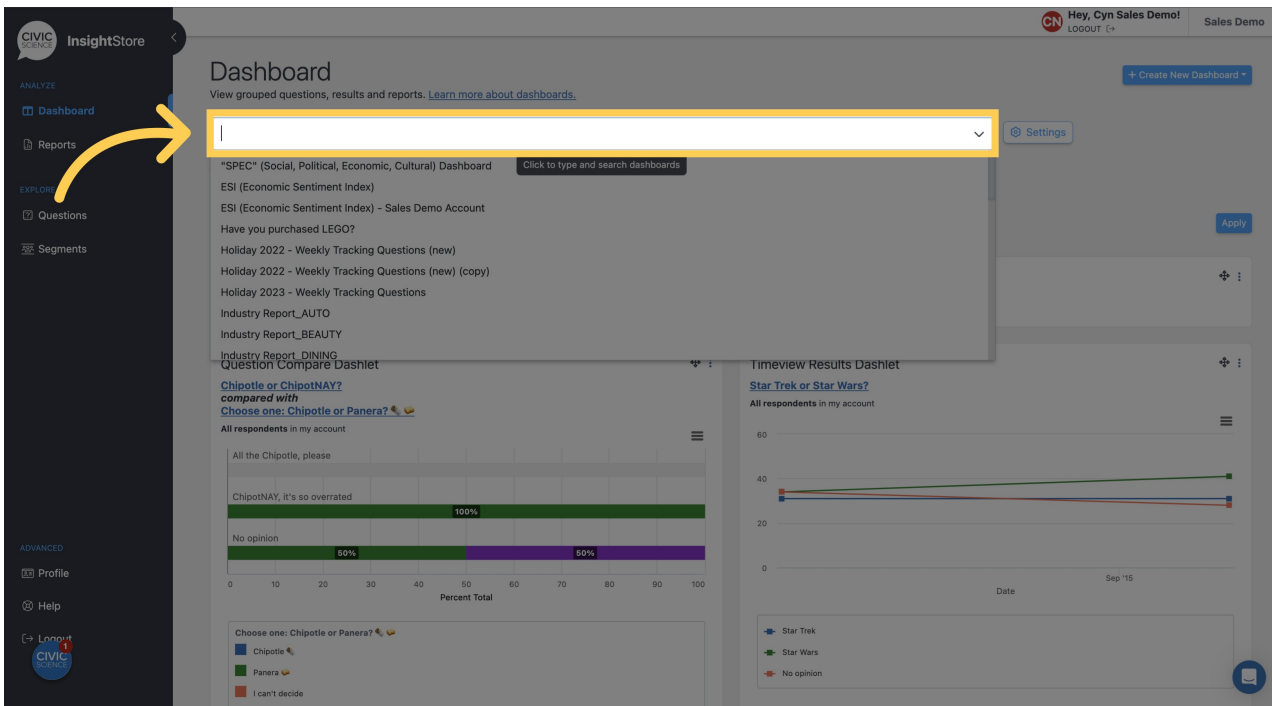 CIVIC
SCIENCE
InsightStore
Hey, Cyn Sales Demo!
CN
LOGOUT
Sales Demo
ANALYZE
Dashboard
Reports
EXPLORE
Questions
Segments
ADVANCED
Profile
Help
Logout
1
CIVIC
SCIENCE
Dashboard
View grouped questions, results and reports. Learn more about dashboards.
+ Create New Dashboard
Settings
"SPEC" (Social, Political, Economic, Cultural) Dashboard
Click to type and search dashboards
ESI (Economic Sentiment Index)
ESI (Economic Sentiment Index) - Sales Demo Account
Have you purchased LEGO?
Holiday 2022 - Weekly Tracking Questions (new)
Holiday 2022 - Weekly Tracking Questions (new) (copy)
Holiday 2023 - Weekly Tracking Questions
Industry Report_AUTO
Industry Report_BEAUTY
Industry Report_DINING
Apply
Question Compare Dashlet
Chipotle or ChipotNAY?
compared with
Choose one: Chipotle or Panera? 🌯 🥪
All respondents in my account
All the Chipotle, please
ChipotNAY, it's so overrated
100%
No opinion
50% 50%
0 10 20 30 40 50 60 70 80 90 100
Percent Total
Choose one: Chipotle or Panera? 🌯 🥪
Chipotle 🌯
Panera 🥪
I can't decide
Timeview Results Dashlet
Star Trek or Star Wars?
All respondents in my account
60
40
20
0
Sep '15
Date
Star Trek
Star Wars
No opinion